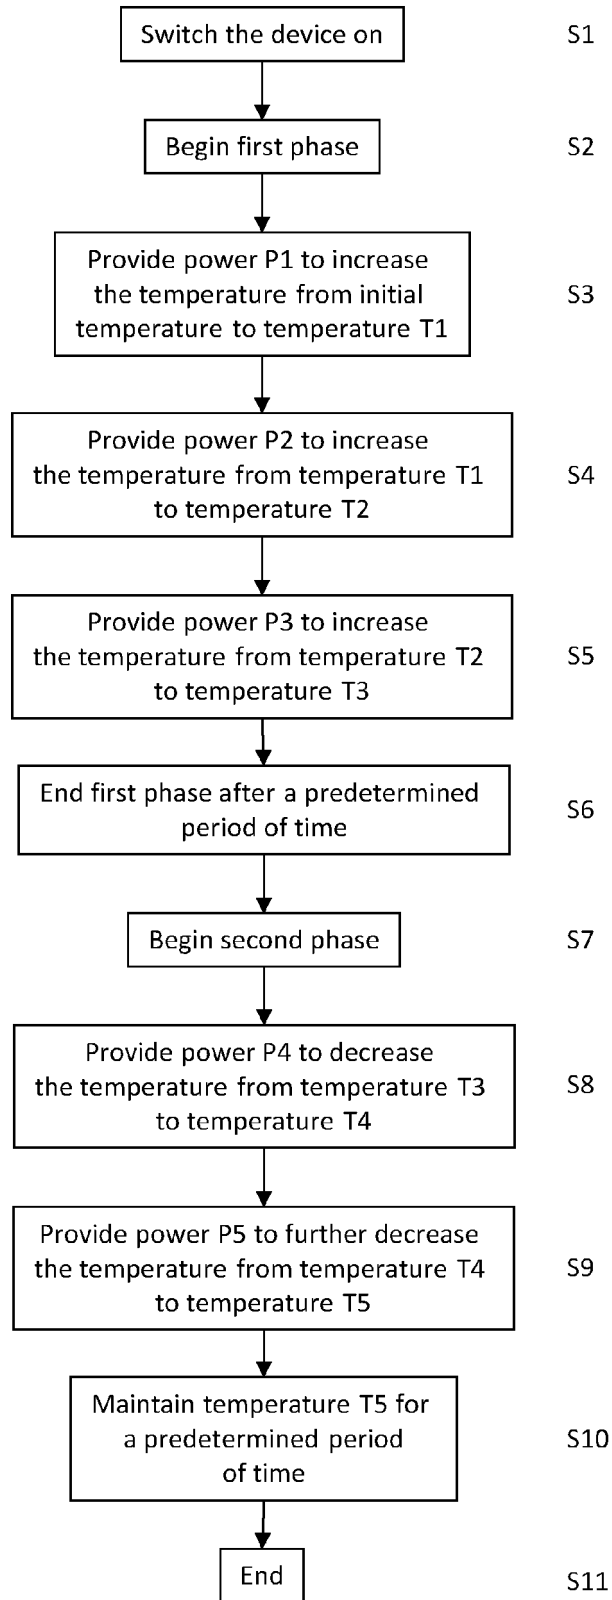 Switch the device on
S1
Begin first phase
S2
Provide power P1 to increase
the temperature from initial
temperature to temperature T1
S3
Provide power P2 to increase
the temperature from temperature T1
to temperature T2
S4
Provide power P3 to increase
the temperature from temperature T2
to temperature T3
S5
End first phase after a predetermined
period of time
S6
Begin second phase
S7
Provide power P4 to decrease
the temperature from temperature T3
to temperature T4
S8
Provide power P5 to further decrease
the temperature from temperature T4
to temperature T5
S9
Maintain temperature T5 for
a predetermined period
of time
S10
End
S11